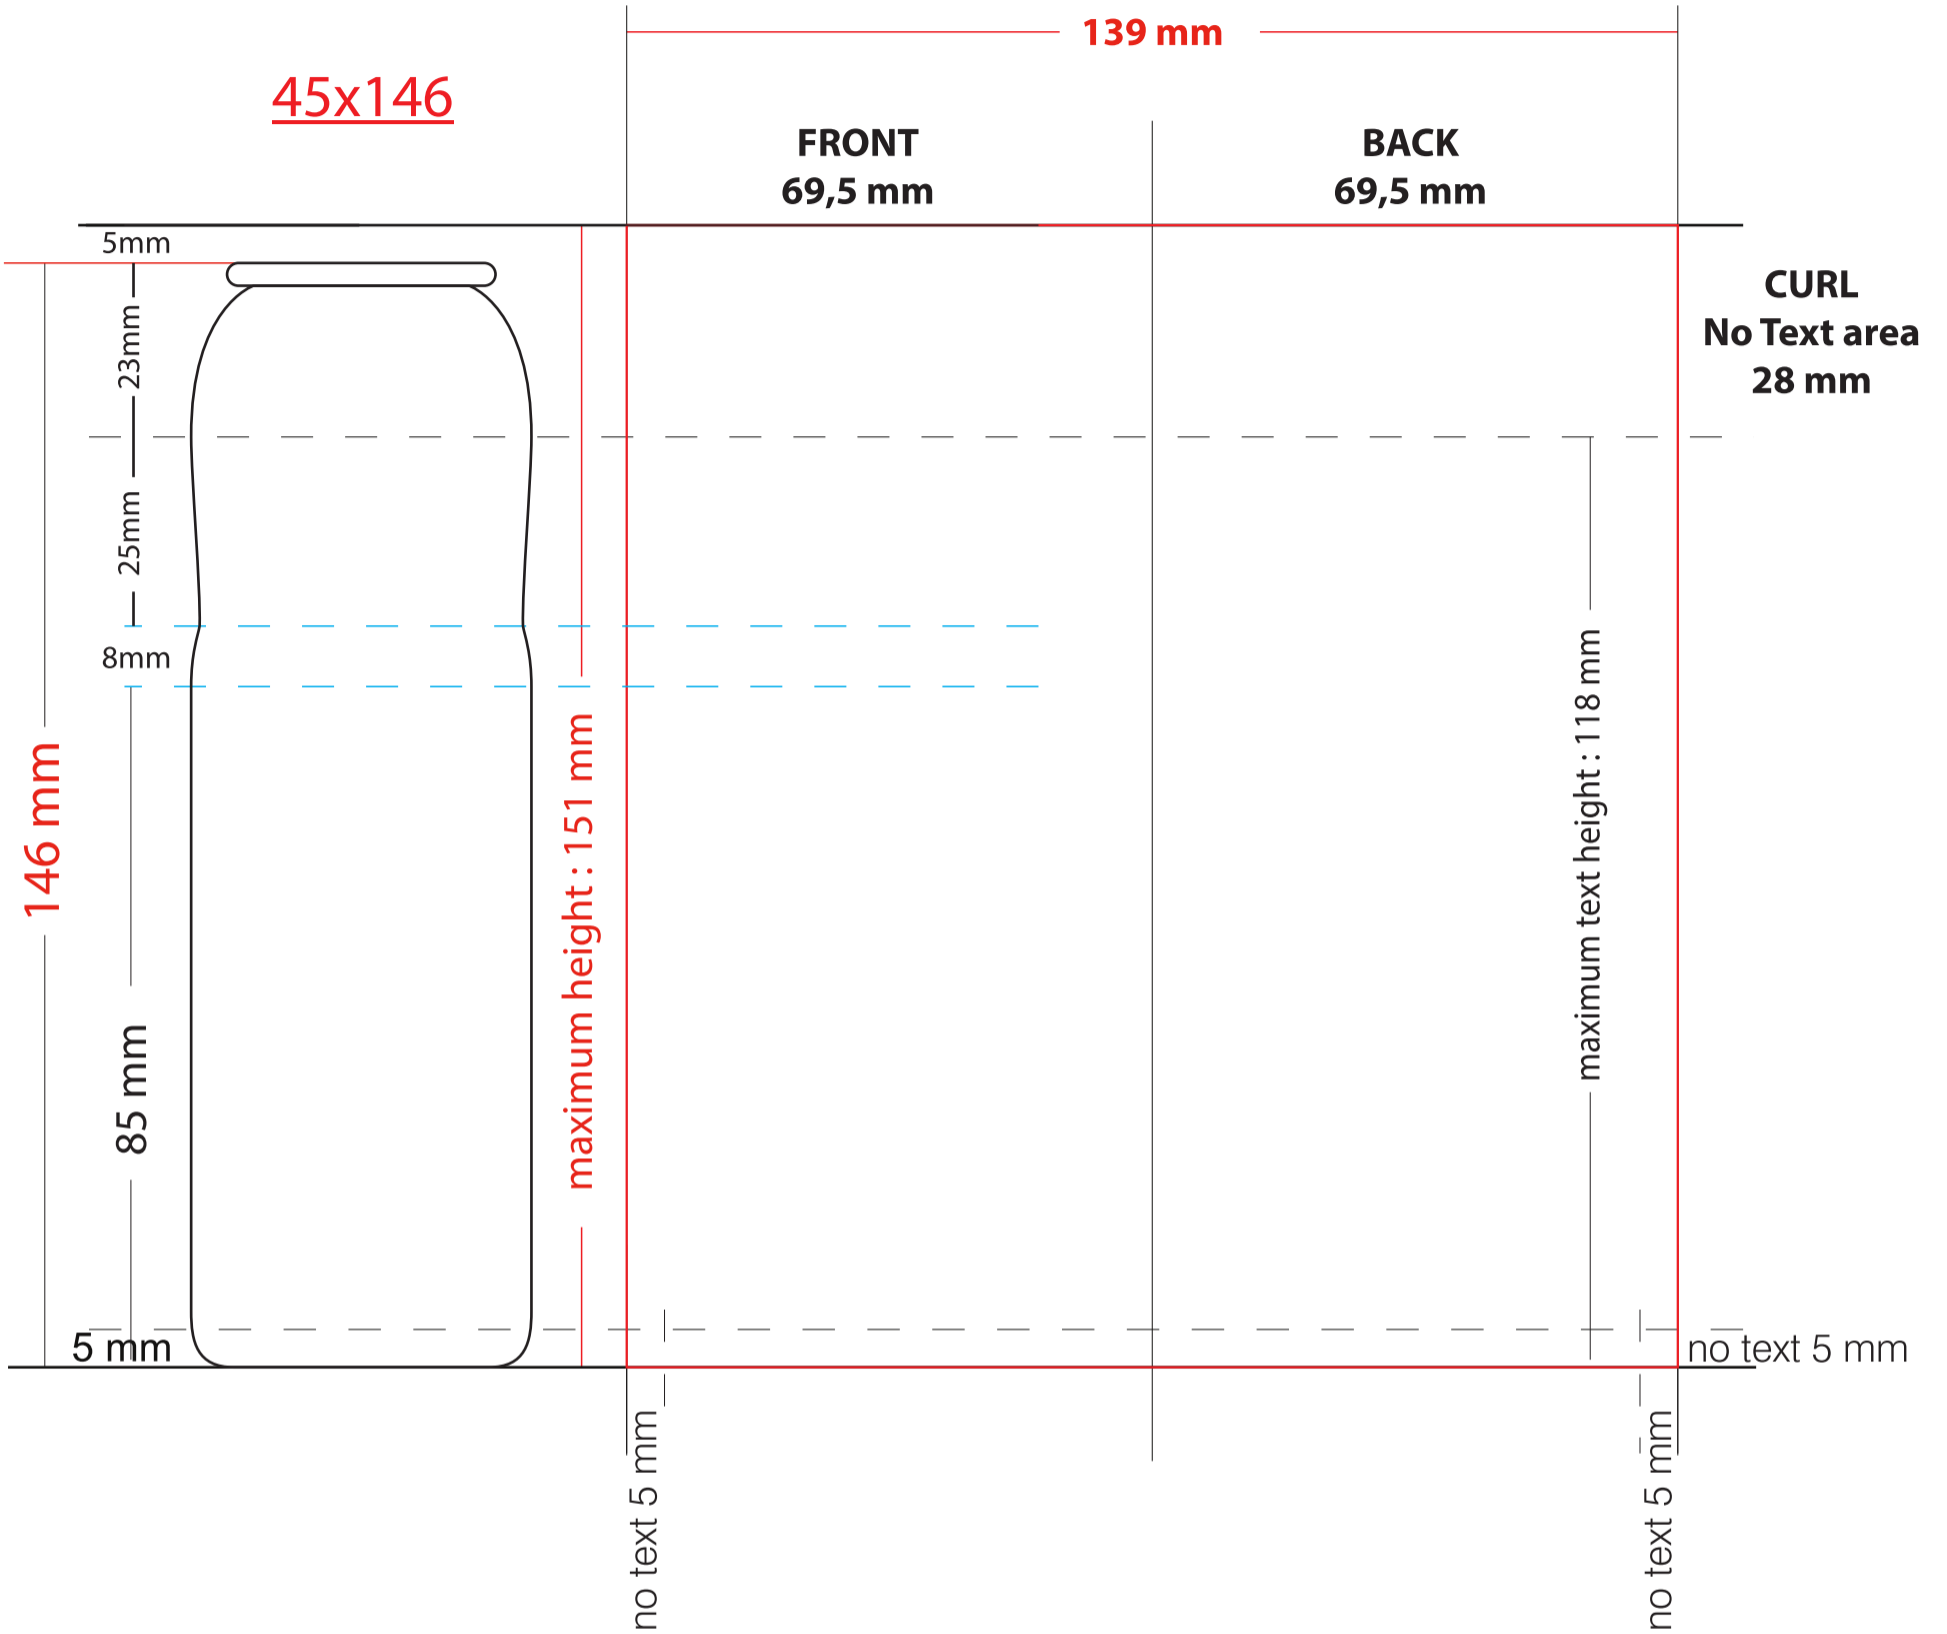 139 mm
45x146
FRONT
69,5 mm
BACK
69,5 mm
5mm
CURL
No Text area
28 mm
23mm
25mm
8mm
146 mm
85 mm
maximum height : 151 mm
maximum text height : 118 mm
5 mm
no text 5 mm
no text 5 mm
no text 5 mm